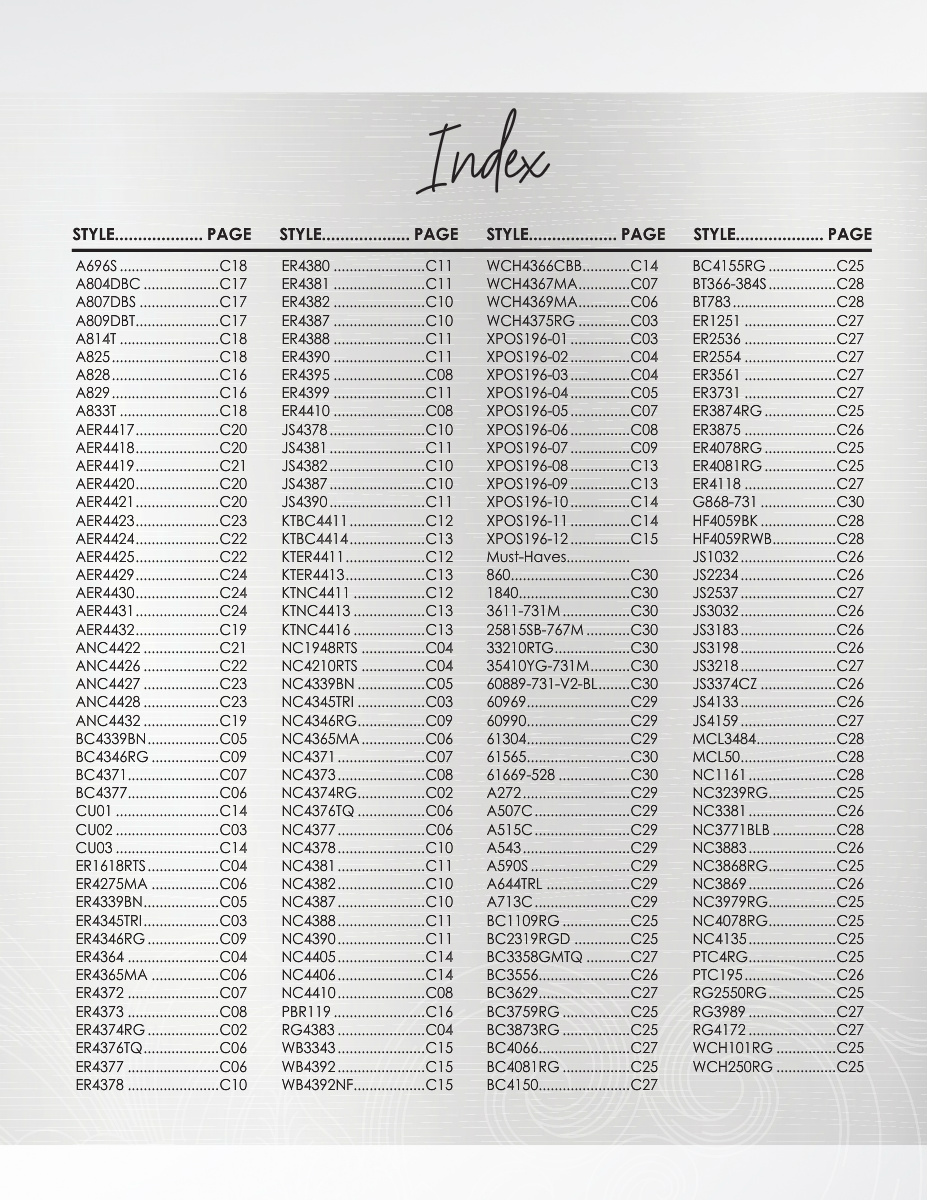 Index
STYLE................... PAGE
A696S.......................C18
A804DBC..................C17
A807DBS...................C17
A809DBT...................C17
A814T.......................C18
A825.........................C18
A828.........................C16
A829.........................C16
A833T.......................C18
AER4417...................C20
AER4418...................C20
AER4419...................C21
AER4420...................C20
AER4421...................C20
AER4423...................C23
AER4424...................C22
AER4425...................C22
AER4429...................C24
AER4430...................C24
AER4431...................C24
AER4432...................C19
ANC4422..................C21
ANC4426..................C22
ANC4427..................C23
ANC4428..................C23
ANC4432..................C19
BC4339BN.................C05
BC4346RG................C09
BC4371.....................C07
BC4377.....................C06
CU01........................C14
CU02........................C03
CU03........................C14
ER1618RTS................C04
ER4275MA................C06
ER4339BN.................C05
ER4345TRI.................C03
ER4346RG.................C09
ER4364.....................C04
ER4365MA................C06
ER4372.....................C07
ER4373.....................C08
ER4374RG.................C02
ER4376TQ.................C06
ER4377.....................C06
ER4378.....................C10
STYLE................... PAGE
ER4380.....................C11
ER4381.....................C11
ER4382.....................C10
ER4387.....................C10
ER4388.....................C11
ER4390.....................C11
ER4395.....................C08
ER4399.....................C11
ER4410.....................C08
JS4378......................C10
JS4381......................C11
JS4382......................C10
JS4387......................C10
JS4390......................C11
KTBC4411.................C12
KTBC4414.................C13
KTER4411..................C12
KTER4413..................C13
KTNC4411.................C12
KTNC4413.................C13
KTNC4416.................C13
NC1948RTS...............C04
NC4210RTS...............C04
NC4339BN................C05
NC4345TRI................C03
NC4346RG................C09
NC4365MA...............C06
NC4371....................C07
NC4373....................C08
NC4374RG................C02
NC4376TQ................C06
NC4377....................C06
NC4378....................C10
NC4381....................C11
NC4382....................C10
NC4387....................C10
NC4388....................C11
NC4390....................C11
NC4405....................C14
NC4406....................C14
NC4410....................C08
PBR119.....................C16
RG4383....................C04
WB3343....................C15
WB4392....................C15
WB4392NF................C15
STYLE................... PAGE
WCH4366CBB...........C14
WCH4367MA............C07
WCH4369MA............C06
WCH4375RG............C03
XPOS196-01..............C03
XPOS196-02..............C04
XPOS196-03..............C04
XPOS196-04..............C05
XPOS196-05..............C07
XPOS196-06..............C08
XPOS196-07..............C09
XPOS196-08..............C13
XPOS196-09..............C13
XPOS196-10..............C14
XPOS196-11..............C14
XPOS196-12..............C15
Must-Haves...............
860...........................C30
1840.........................C30
3611-731M................C30
25815SB-767M..........C30
33210RTG.................C30
35410YG-731M.........C30
60889-731-V2-BL.......C30
60969.......................C29
60990.......................C29
61304.......................C29
61565.......................C30
61669-528.................C30
A272........................C29
A507C......................C29
A515C......................C29
A543........................C29
A590S.......................C29
A644TRL...................C29
A713C......................C29
BC1109RG...............C25
BC2319RGD.............C25
BC3358GMTQ..........C27
BC3556....................C26
BC3629....................C27
BC3759RG...............C25
BC3873RG...............C25
BC4066....................C27
BC4081RG...............C25
BC4150....................C27
STYLE................... PAGE
BC4155RG...............C25
BT366-384S...............C28
BT783.......................C28
ER1251.....................C27
ER2536.....................C27
ER2554.....................C27
ER3561.....................C27
ER3731.....................C27
ER3874RG................C25
ER3875.....................C26
ER4078RG................C25
ER4081RG................C25
ER4118.....................C27
G868-731..................C30
HF4059BK................C28
HF4059RWB..............C28
JS1032......................C26
JS2234......................C26
JS2537......................C27
JS3032......................C26
JS3183......................C26
JS3198......................C26
JS3218......................C27
JS3374CZ..................C26
JS4133......................C26
JS4159......................C27
MCL3484..................C28
MCL50.....................C28
NC1161....................C28
NC3239RG...............C25
NC3381....................C26
NC3771BLB..............C28
NC3883....................C26
NC3868RG...............C25
NC3869....................C26
NC3979RG...............C25
NC4078RG...............C25
NC4135....................C25
PTC4RG....................C25
PTC195.....................C26
RG2550RG................C25
RG3989....................C27
RG4172....................C27
WCH101RG..............C25
WCH250RG..............C25